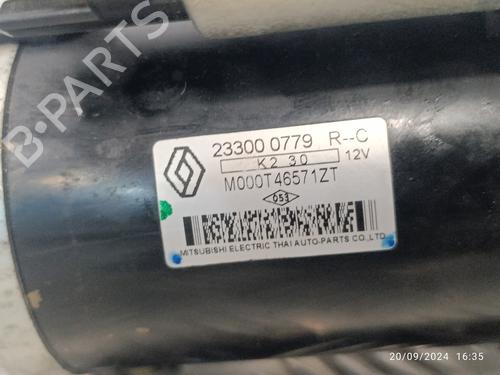 23300 0779 R--C
K2 30 12V
M000T46571ZT
053
MITSUBISHI ELECTRIC THAI AUTO-PARTS CO.,LTD.
B-PARTS
20/09/2024 16:35